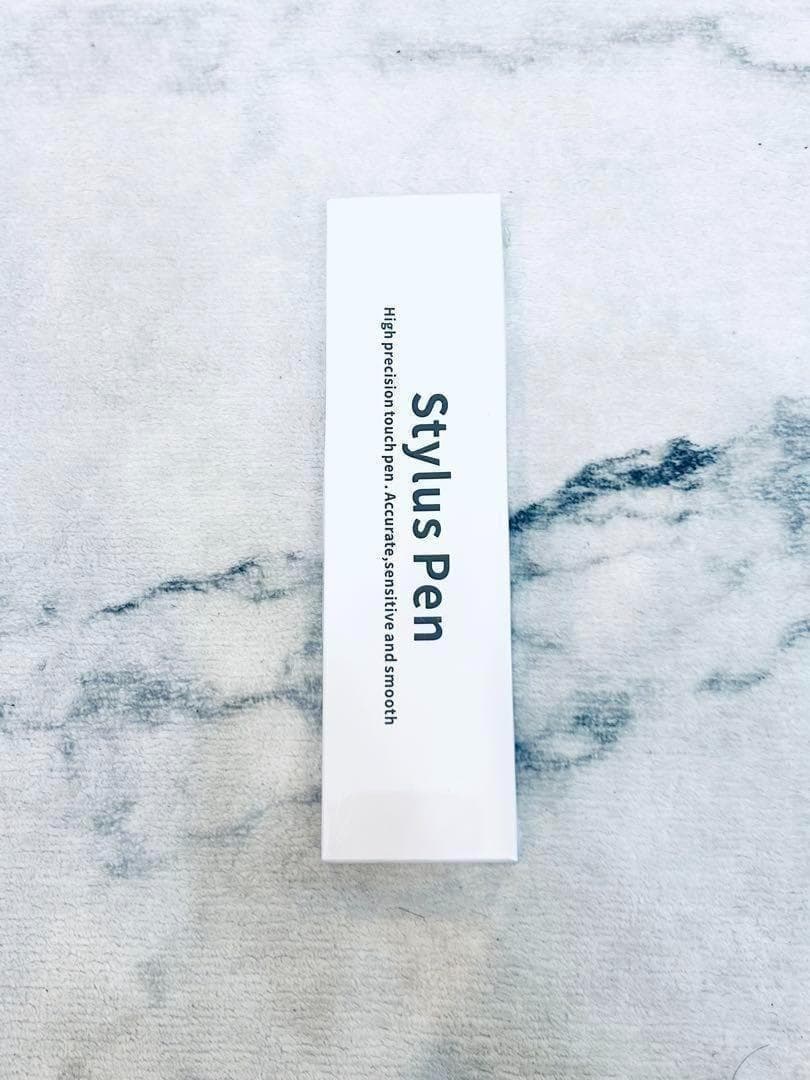 Stylus Pen
High precision touch pen . Accurate,sensitive and smooth